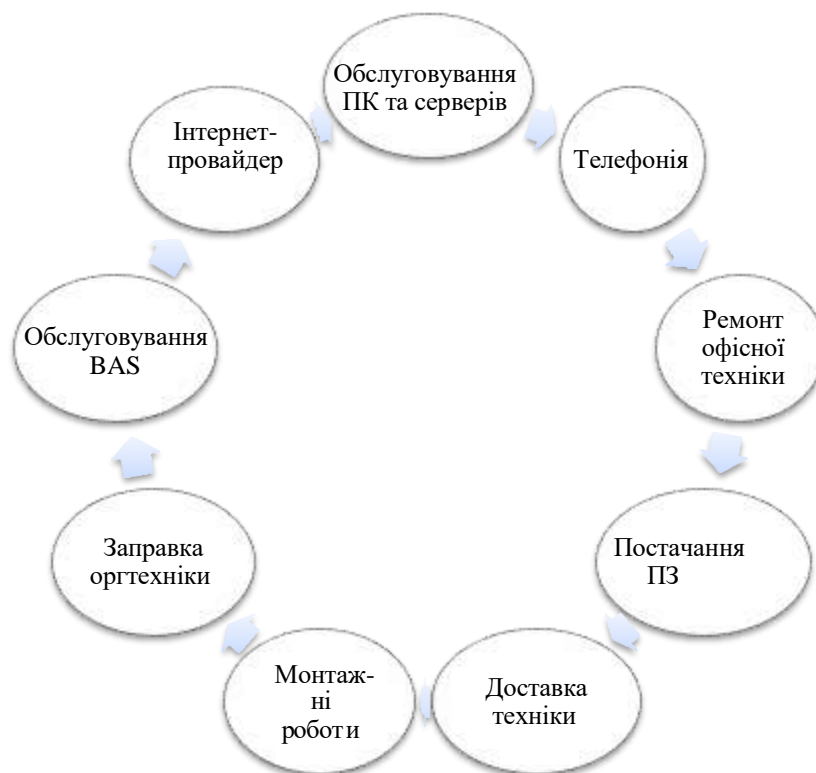 Обслуговування
ПК та серверів
Телефонія
Ремонт
офісної
техніки
Постачання
ПЗ
Доставка
техніки
Монтаж-
ні
роботи
Заправка
оргтехніки
Обслуговування
BAS
Інтернет-
провайдер